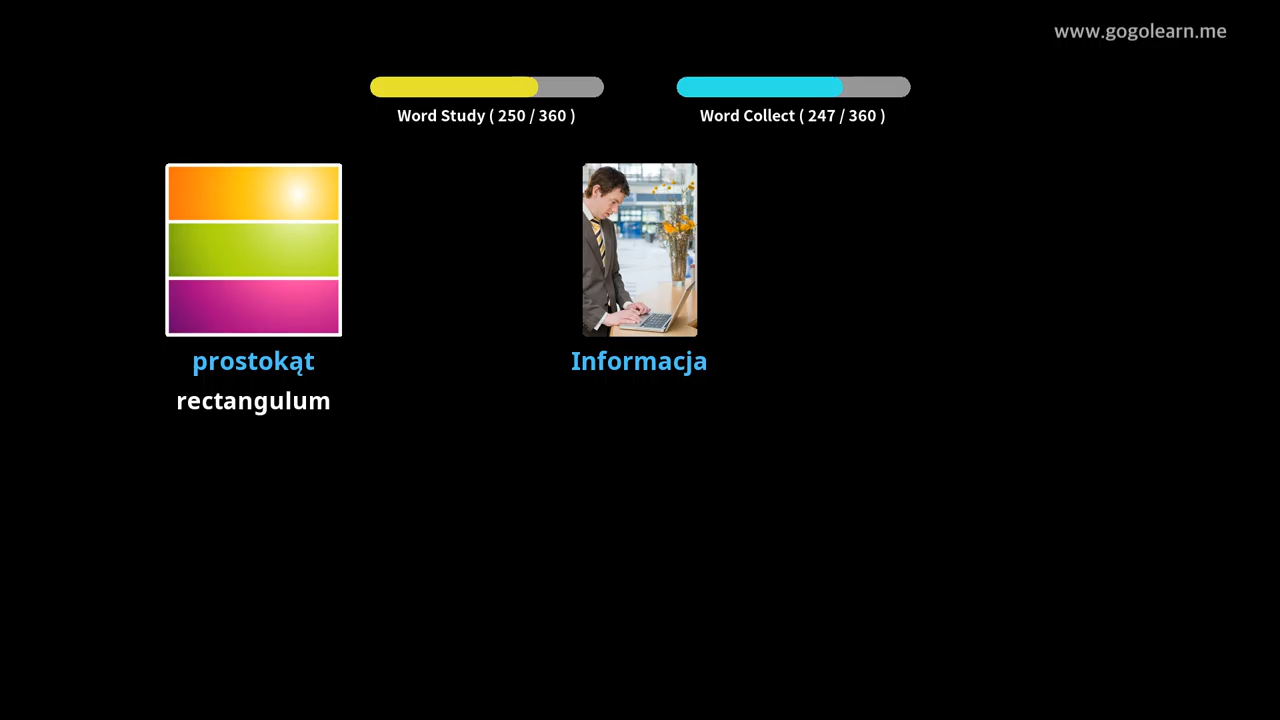 www.gogolearn.me
Word Study ( 250 / 360 )
Word Collect ( 247 / 360 )
prostokąt
rectangulum
Informacja